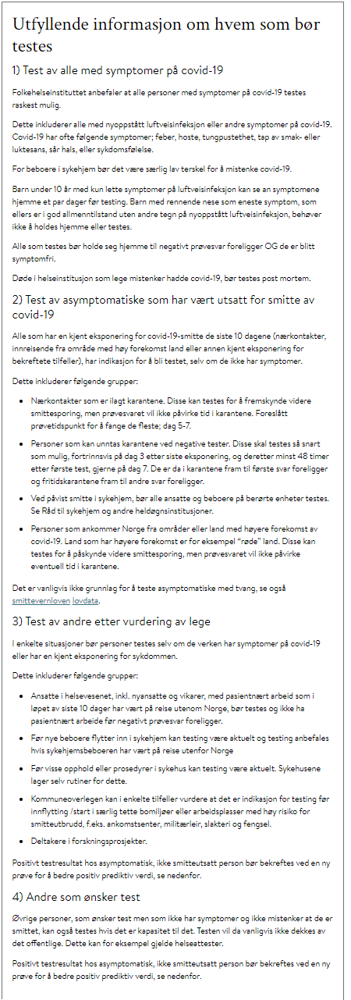 Utfyllende informasjon om hvem som bør
testes
1) Test av alle med symptomer på covid-19
Folkehelseinstituttet anbefaler at alle personer med symptomer på covid-19 testes
raskest mulig.
Dette inkluderer alle med nyoppstått luftveisinfeksjon eller andre symptomer på covid-19.
Covid-19 har ofte følgende symptomer; feber, hoste, tungpustethet, tap av smak- eller
luktesans, sår hals, eller sykdomsfølelse.
For beboere i sykehjem bør det være særlig lav terskel for å mistenke covid-19.
Barn under 10 år med kun lette symptomer på luftveisinfeksjon kan se an symptomene
hjemme et par dager før testing. Barn med rennende nese som eneste symptom, som
ellers er i god allmenntilstand uten andre tegn på nyoppstått luftveisinfeksjon, behøver
ikke å holdes hjemme eller testes.
Alle som testes bør holde seg hjemme til negativt prøvesvar foreligger OG de er blitt
symptomfri.
Døde i helseinstitusjon som lege mistenker hadde covid-19, bør testes post mortem.
2) Test av asymptomatiske som har vært utsatt for smitte av
covid-19
Alle som har en kjent eksponering for covid-19-smitte de siste 10 dagene (nærkontakter,
innreisende fra område med høy forekomst land eller annen kjent eksponering for
bekreftete tilfeller), har indikasjon for å bli testet, selv om de ikke har symptomer.
Dette inkluderer følgende grupper:
• Nærkontakter som er ilagt karantene. Disse kan testes for å fremskynde videre
smittesporing, men prøvesvaret vil ikke påvirke tid i karantene. Foreslått
prøvetidspunkt for å fange de fleste; dag 5-7.
• Personer som kan unntas karantene ved negative tester. Disse skal testes så snart
som mulig, fortrinnsvis på dag 3 etter siste eksponering, og deretter minst 48 timer
etter første test, gjerne på dag 7. De er da i karantene fram til første svar foreligger
og fritidskarantene fram til andre svar foreligger.
• Ved påvist smitte i sykehjem, bør alle ansatte og beboere på berørte enheter testes.
Se Råd til sykehjem og andre heldøgnsinstitusjoner.
• Personer som ankommer Norge fra områder eller land med høyere forekomst av
covid-19. Land som har høyere forekomst er for eksempel “røde” land. Disse kan
testes for å påskynde videre smittesporing, men prøvesvaret vil ikke påvirke
eventuell tid i karantene.
Det er vanligvis ikke grunnlag for å teste asymptomatiske med tvang, se også
smittevernloven lovdata.
3) Test av andre etter vurdering av lege
I enkelte situasjoner bør personer testes selv om de verken har symptomer på covid-19
eller har en kjent eksponering for sykdommen.
Dette inkluderer følgende grupper:
• Ansatte i helsevesenet, inkl. nyansatte og vikarer, med pasientnært arbeid som i
løpet av siste 10 dager har vært på reise utenom Norge, bør testes og ikke ha
pasientnært arbeide før negativt prøvesvar foreligger.
• Før nye beboere flytter inn i sykehjem kan testing være aktuelt og testing anbefales
hvis sykehjemsbeboeren har vært på reise utenfor Norge
• Før visse opphold eller prosedyrer i sykehus kan testing være aktuelt. Sykehusene
lager selv rutiner for dette.
• Kommuneoverlegen kan i enkelte tilfeller vurdere at det er indikasjon for testing før
innflytting /start i særlig tette bomiljøer eller arbeidsplasser med høy risiko for
smitteutbrudd, f.eks. ankomstsenter, militærleir, slakteri og fengsel.
• Deltakere i forskningsprosjekter.
Positivt testresultat hos asymptomatisk, ikke smitteutsatt person bør bekreftes ved en ny
prøve for å bedre positiv prediktiv verdi, se nedenfor.
4) Andre som ønsker test
Øvrige personer, som ønsker test men som ikke har symptomer og ikke mistenker at de er
smittet, kan også testes hvis det er kapasitet til det. Testen vil da vanligvis ikke dekkes av
det offentlige. Dette kan for eksempel gjelde helseattester.
Positivt testresultat hos asymptomatisk, ikke smitteutsatt person bør bekreftes ved en ny
prøve for å bedre positiv prediktiv verdi, se nedenfor.